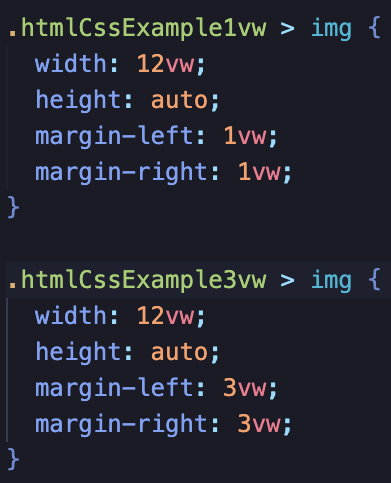 .htmlCssExample1vw > img {
width: 12vw;
height: auto;
margin-left: 1vw;
margin-right: 1vw;
}
.htmlCssExample3vw > img {
width: 12vw;
height: auto;
margin-left: 3vw;
margin-right: 3vw;
}